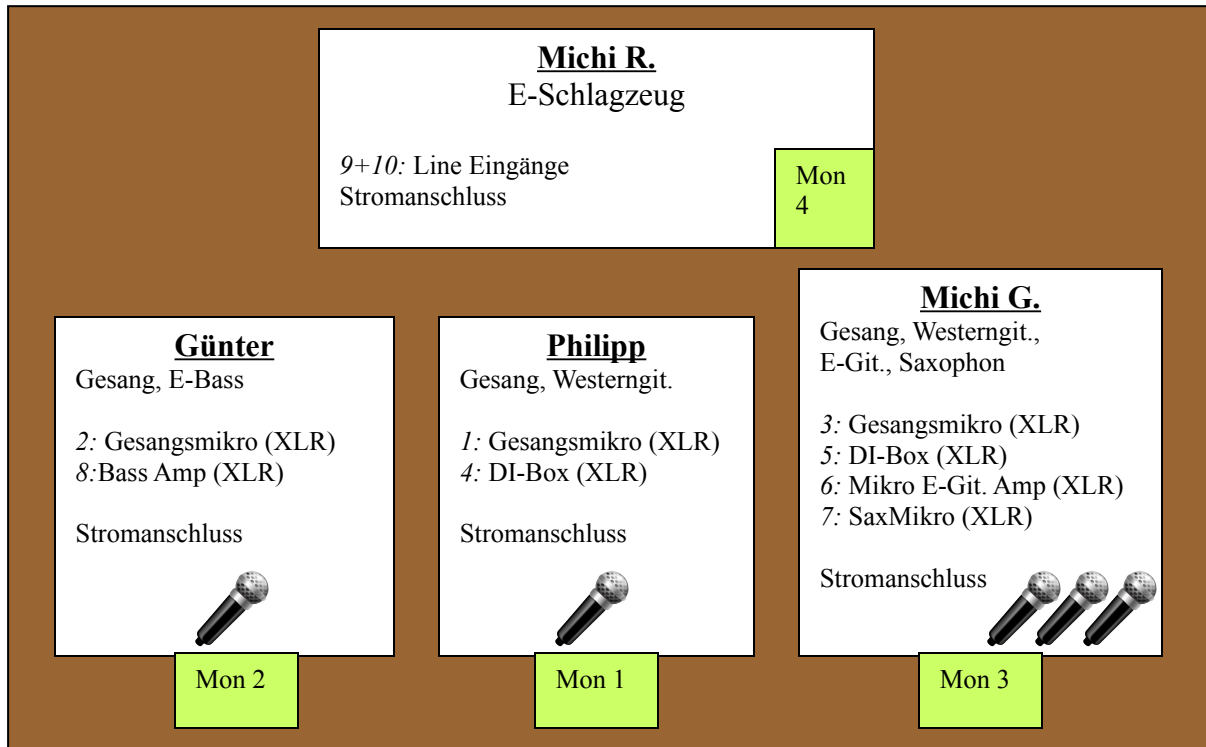 Michi R.
E-Schlagzeug
9+10: Line Eingänge
Stromanschluss
Mon
4
Günter
Gesang, E-Bass
2: Gesangsmikro (XLR)
8:Bass Amp (XLR)
Stromanschluss
Mon 2
Philipp
Gesang, Westerngit.
1: Gesangsmikro (XLR)
4: DI-Box (XLR)
Stromanschluss
Mon 1
Michi G.
Gesang, Westerngit.,
E-Git., Saxophon
3: Gesangsmikro (XLR)
5: DI-Box (XLR)
6: Mikro E-Git. Amp (XLR)
7: SaxMikro (XLR)
Stromanschluss
Mon 3